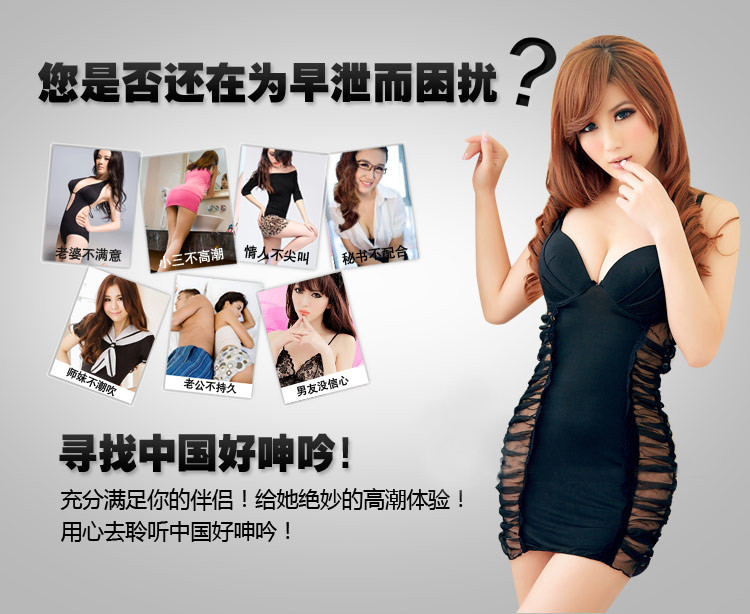 您是否还在为早泄而困扰？
老婆不满意
小三不高潮
情人不尖叫
秘书不配合
师妹不潮吹
老公不持久
男友没信心
寻找中国好呻吟！
充分满足你的伴侣！给她绝妙的高潮体验！
用心去聆听中国好呻吟！